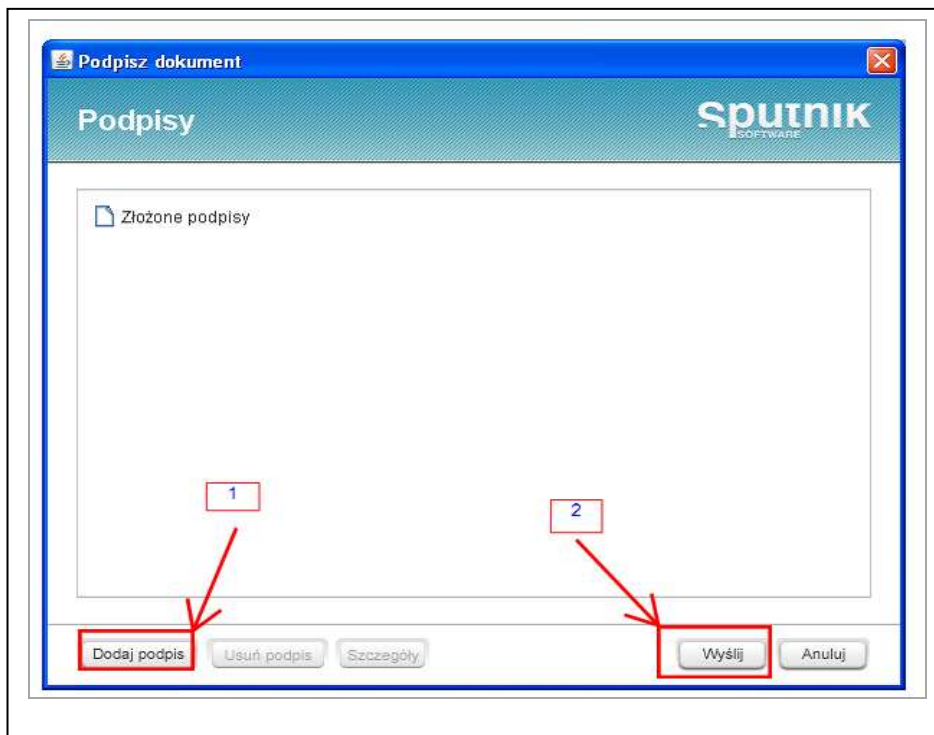 Podpisz dokument
Podpisy
Sputnik
SOFTWARE
Złożone podpisy
1
2
Dodaj podpis Usuń podpis Szczegóły Wyślij Anuluj